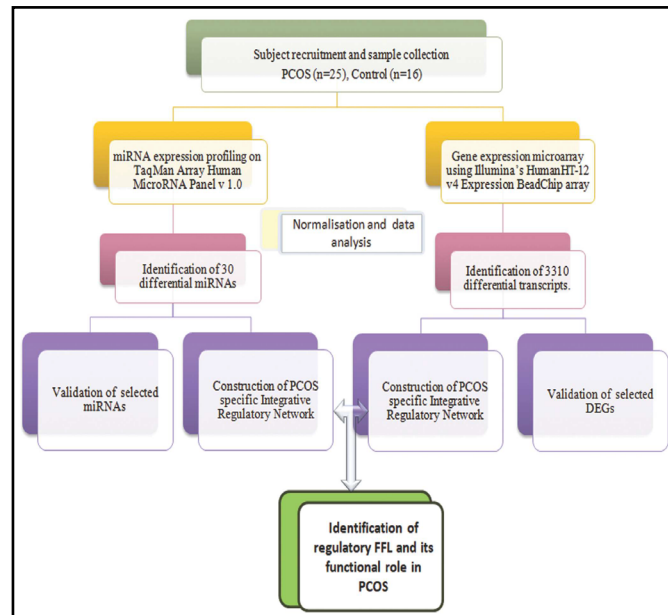 Subject recruitment and sample collection
PCOS (n=25), Control (n=16)
miRNA expression profiling on
TaqMan Array Human
MicroRNA Panel v 1.0
Gene expression microarray
using Illumina's HumanHT-12
v4 Expression BeadChip array
Normalisation and data
analysis
Identification of 30
differential miRNAs
Identification of 3310
differential transcripts.
Validation of selected
miRNAs
Construction of PCOS
specific Integrative
Regulatory Network
Construction of PCOS
specific Integrative
Regulatory Network
Validation of selected
DEGs
Identification of
regulatory FFL and its
functional role in
PCOS